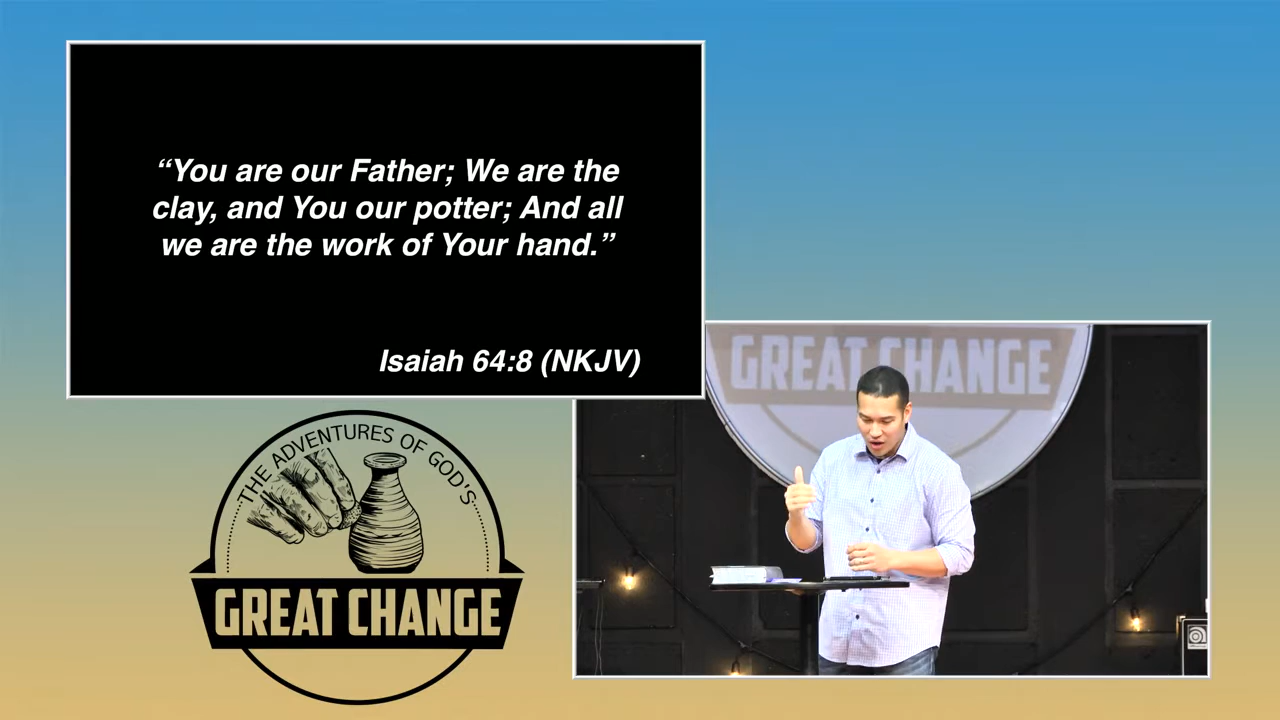 “You are our Father; We are the
clay, and You our potter; And all
we are the work of Your hand.”
Isaiah 64:8 (NKJV)
THE ADVENTURES OF GOD'S
GREAT CHANGE
GREAT CHANGE